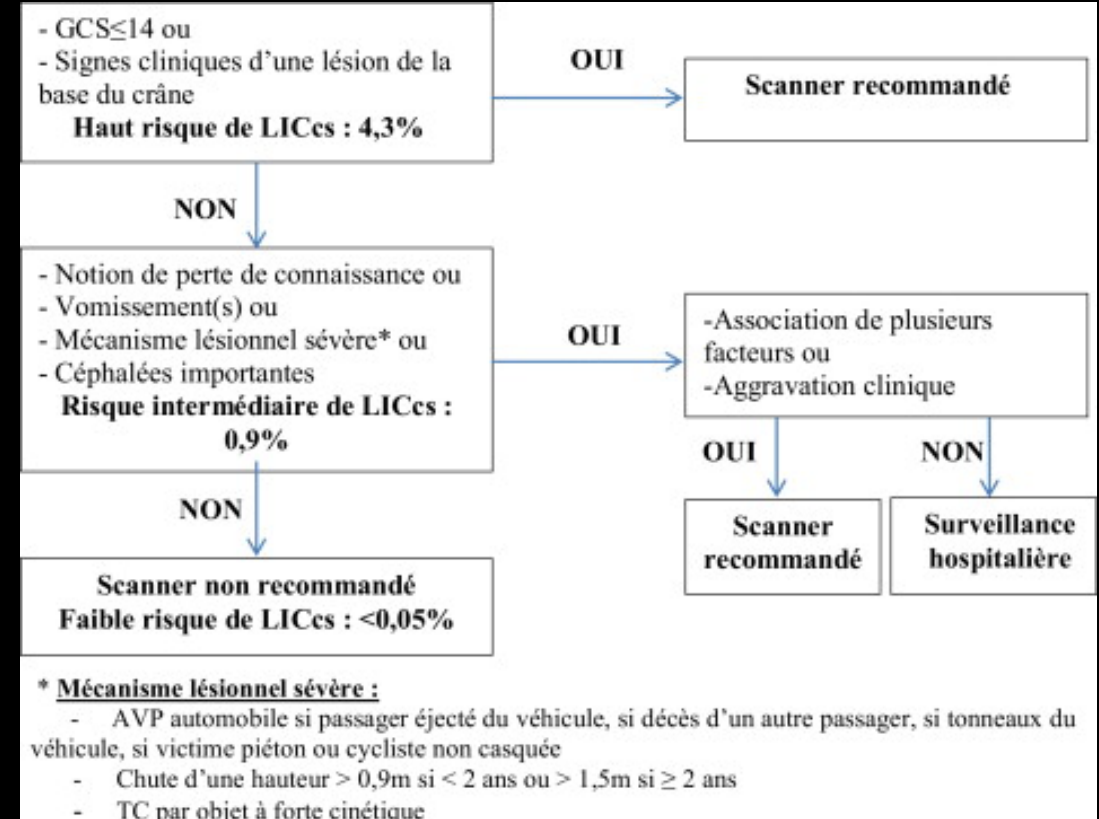 - GCS≤14 ou
- Signes cliniques d’une lésion de la
base du crâne
Haut risque de LICcs : 4,3%
OUI
Scanner recommandé
NON
- Notion de perte de connaissance ou
- Vomissement(s) ou
- Mécanisme lésionnel sévère* ou
- Céphalées importantes
Risque intermédiaire de LICcs :
0,9%
OUI
-Association de plusieurs
facteurs ou
-Aggravation clinique
OUI
NON
Scanner
recommandé
Surveillance
hospitalière
NON
Scanner non recommandé
Faible risque de LICcs : <0,05%
* Mécanisme lésionnel sévère :
- AVP automobile si passager éjecté du véhicule, si décès d’un autre passager, si tonneaux du
véhicule, si victime piéton ou cycliste non casquée
- Chute d’une hauteur > 0,9m si < 2 ans ou > 1,5m si ≥ 2 ans
- TC par objet à forte cinétique